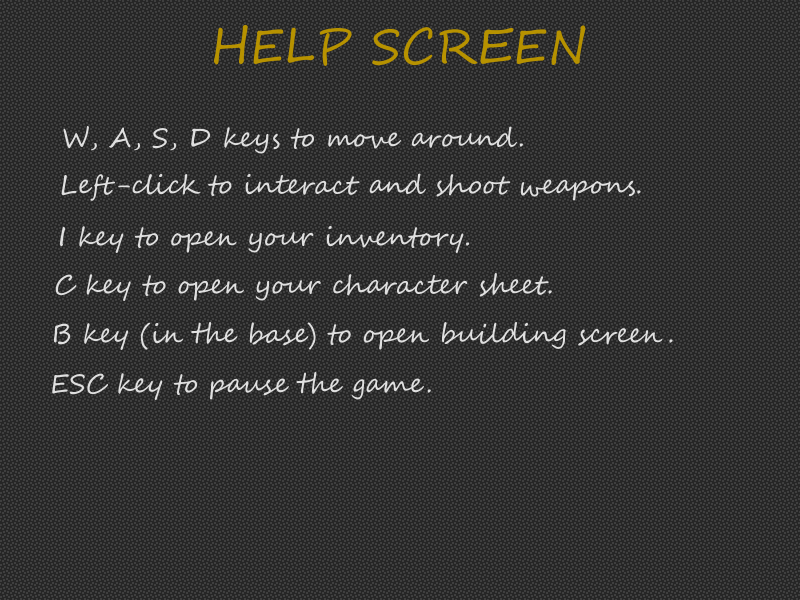 HELP SCREEN
W, A, S, D keys to move around.
Left-click to interact and shoot weapons.
I key to open your inventory.
C key to open your character sheet.
B key (in the base) to open building screen.
ESC key to pause the game.